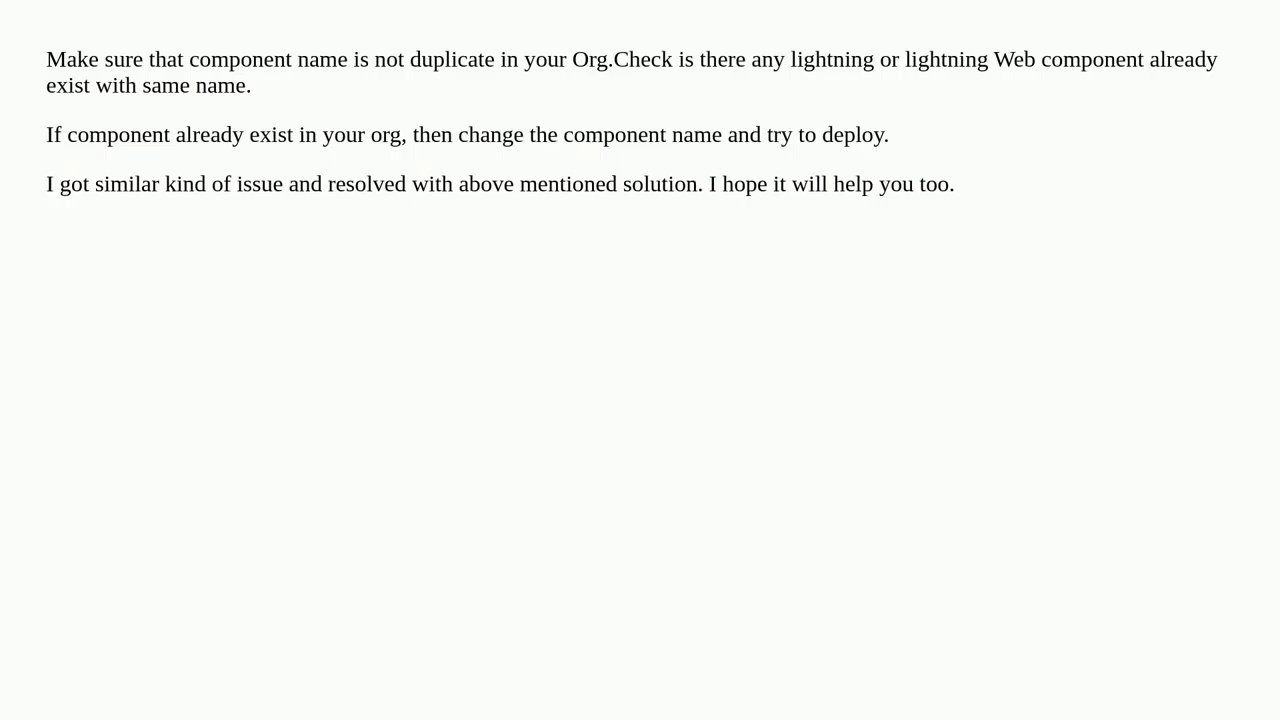 Make sure that component name is not duplicate in your Org.Check is there any lightning or lightning Web component already
exist with same name.
If component already exist in your org, then change the component name and try to deploy.
I got similar kind of issue and resolved with above mentioned solution. I hope it will help you too.